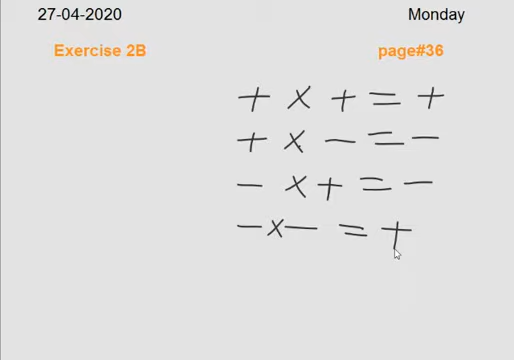 27-04-2020 Monday
Exercise 2B page#36
+ x + = +
+ x - = -
- x + = -
- x - = +